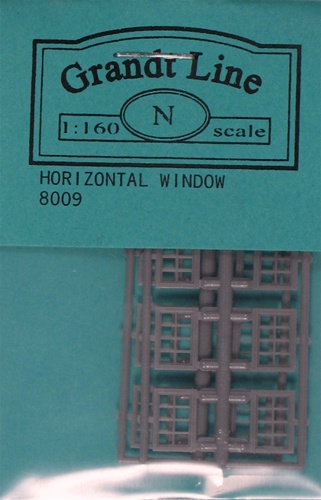 Grandt Line
1:160 N scale
HORIZONTAL WINDOW
8009